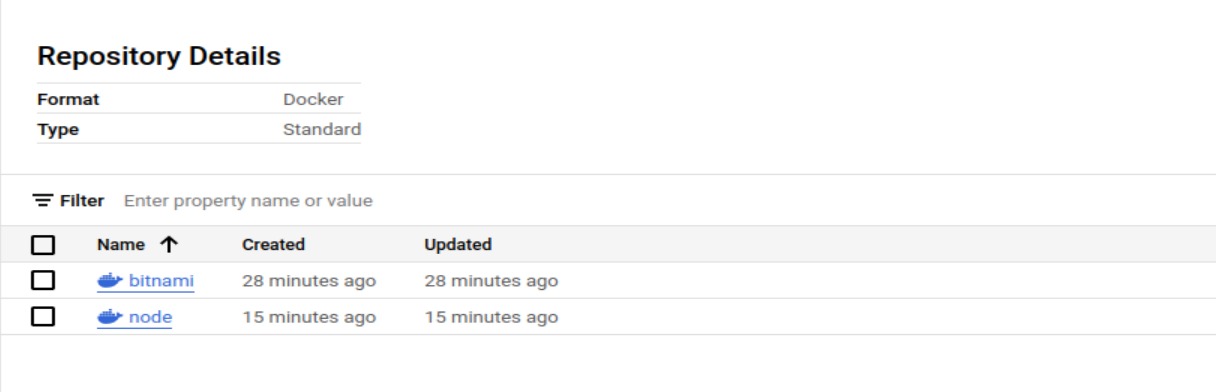 Repository Details
Format Docker
Type Standard
Filter Enter property name or value
Name Created Updated
bitnami 28 minutes ago 28 minutes ago
node 15 minutes ago 15 minutes ago